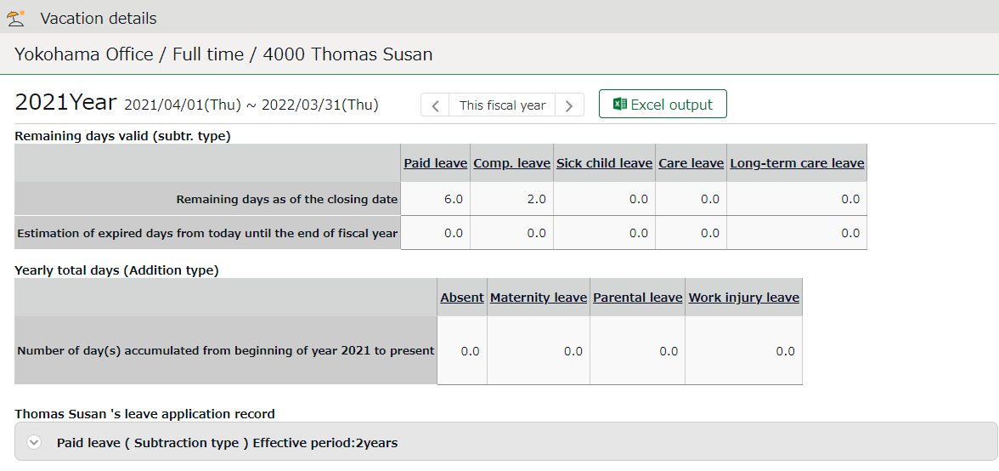 Vacation details
Yokohama Office / Full time / 4000 Thomas Susan
2021Year 2021/04/01(Thu) ~ 2022/03/31(Thu) This fiscal year Excel output
Remaining days valid (subtr. type)
Paid leave Comp. leave Sick child leave Care leave Long-term care leave
Remaining days as of the closing date 6.0 2.0 0.0 0.0 0.0
Estimation of expired days from today until the end of fiscal year 0.0 0.0 0.0 0.0 0.0
Yearly total days (Addition type)
Absent Maternity leave Parental leave Work injury leave
Number of day(s) accumulated from beginning of year 2021 to present 0.0 0.0 0.0 0.0
Thomas Susan 's leave application record
Paid leave ( Subtraction type ) Effective period:2years